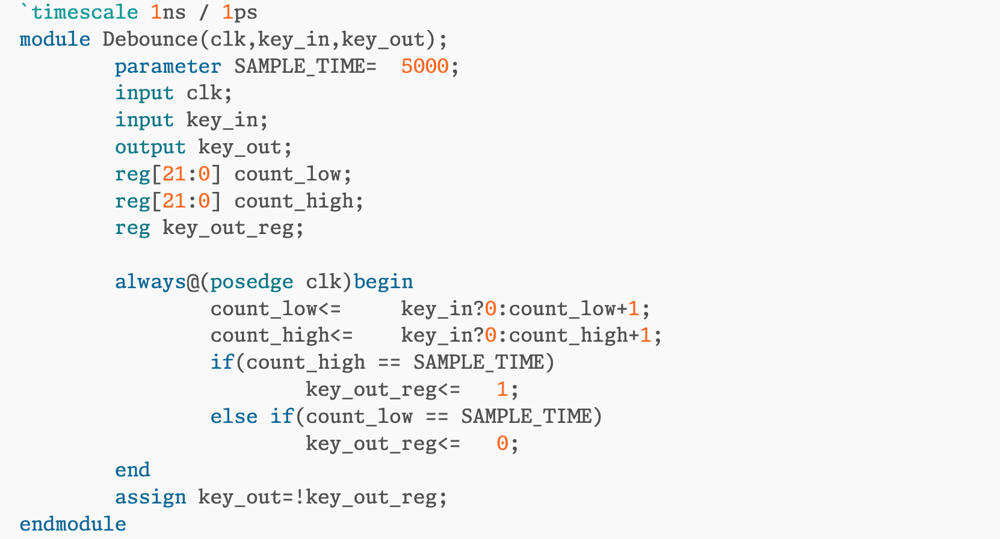 `timescale 1ns / 1ps
module Debounce(clk,key_in,key_out);
        parameter SAMPLE_TIME=  5000;
        input clk;
        input key_in;
        output key_out;
        reg[21:0] count_low;
        reg[21:0] count_high;
        reg key_out_reg;

        always@(posedge clk)begin
                count_low<=     key_in?0:count_low+1;
                count_high<=    key_in?0:count_high+1;
                if(count_high == SAMPLE_TIME)
                        key_out_reg<=   1;
                else if(count_low == SAMPLE_TIME)
                        key_out_reg<=   0;
        end
        assign key_out=!key_out_reg;
endmodule